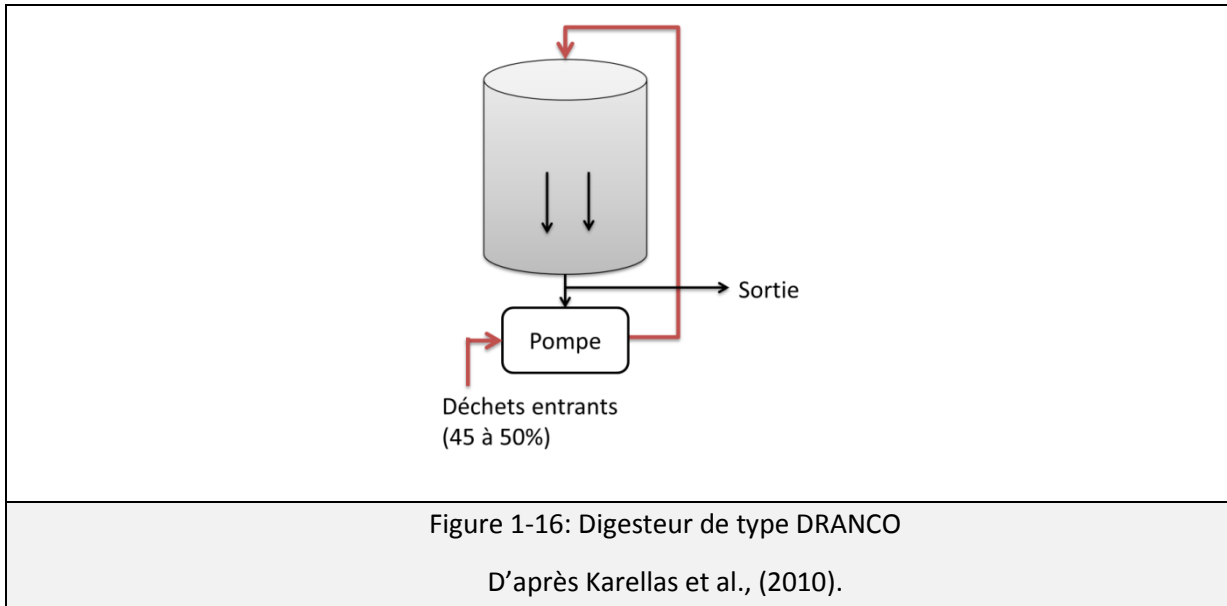 Sortie
Pompe
Déchets entrants
(45 à 50%)
Figure 1-16: Digesteur de type DRANCO
D’après Karellas et al., (2010).